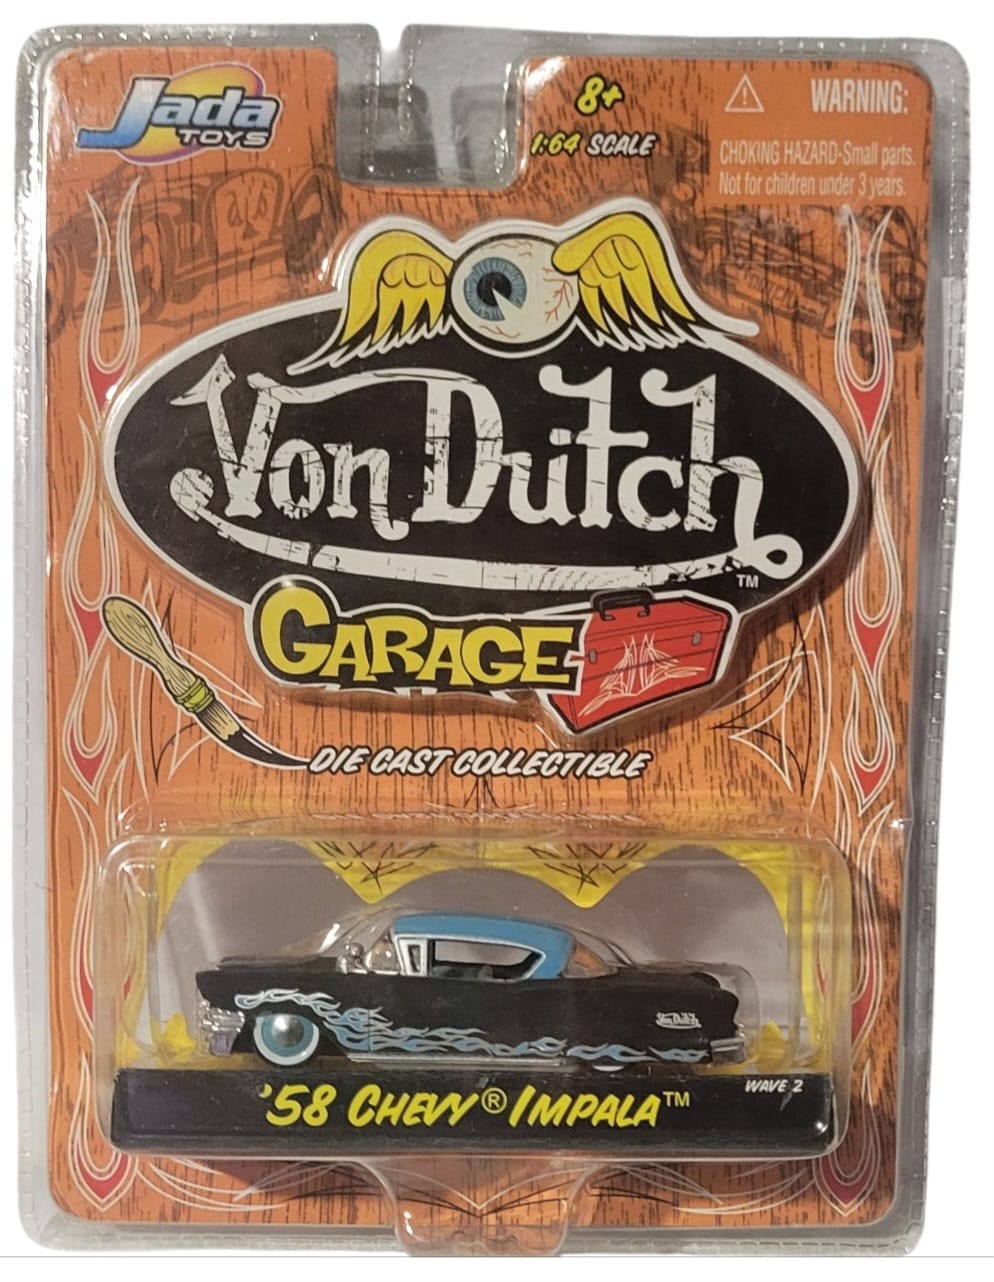 Jada
TOYS
8+
1:64 SCALE
WARNING:
CHOKING HAZARD-Small parts.
Not for children under 3 years.
Von Dutch
TM
GARAGE
DIE CAST COLLECTIBLE
Von Dutch
WAVE 2
'58 CHEVY® IMPALA™